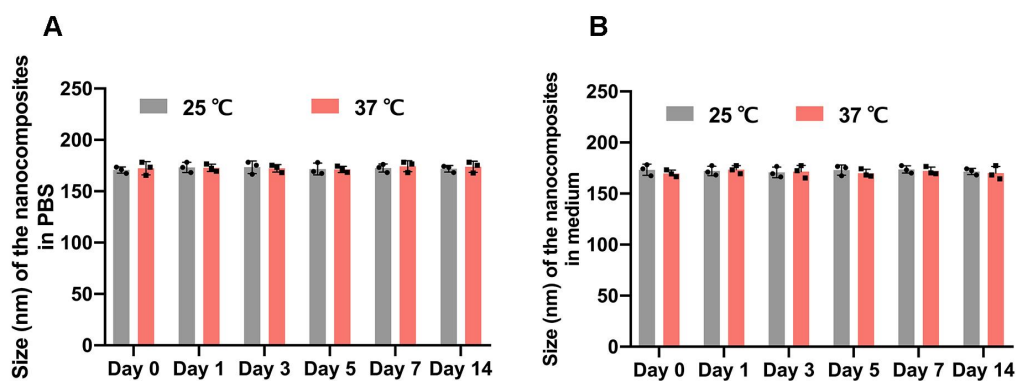 A
Size (nm) of the nanocomposites
in PBS
250
200
150
100
50
0
25 ℃
37 ℃
Day 0
Day 1
Day 3
Day 5
Day 7
Day 14
B
Size (nm) of the nanocomposites
in medium
250
200
150
100
50
0
25 ℃
37 ℃
Day 0
Day 1
Day 3
Day 5
Day 7
Day 14